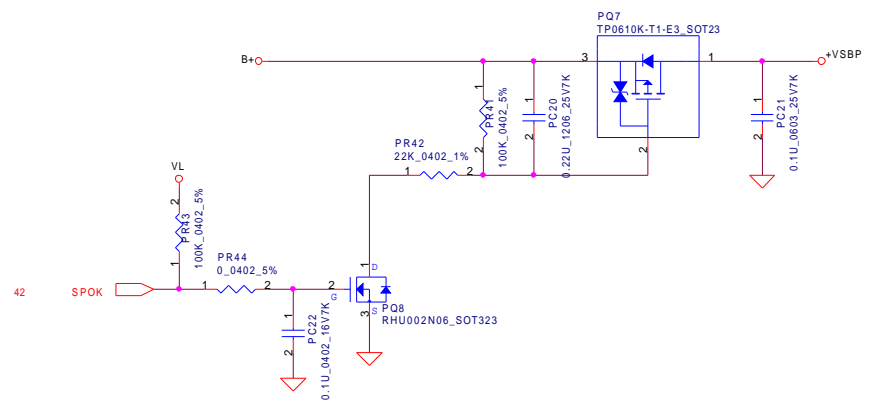 PQ7
TP0610K-T1-E3_SOT23
B+
3
1
+VSBP
1
PR41
2
100K_0402_5%
1
PC20
2
0.22U_1206_25V7K
2
1
PC21
2
0.1U_0603_25V7K
PR42
22K_0402_1%
1
2
VL
2
PR43
1
100K_0402_5%
PR44
0_0402_5%
42
SPOK
1
2
2
G
1
D
3
S
PQ8
RHU002N06_SOT323
1
PC22
2
0.1U_0402_16V7K